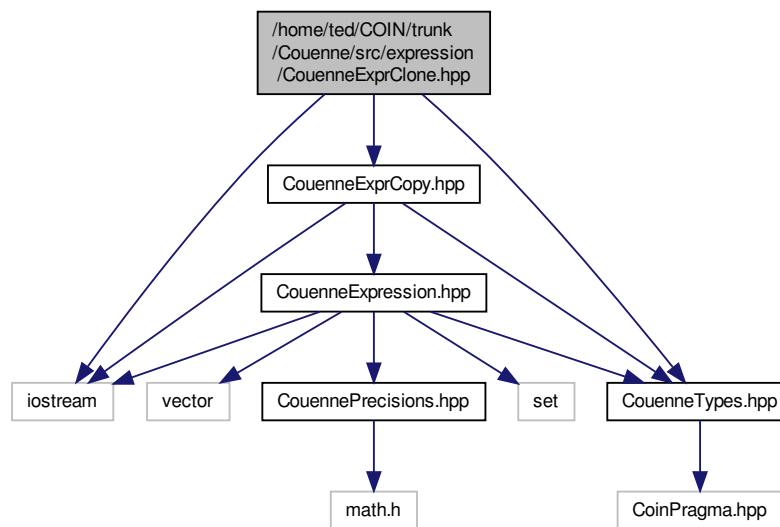 /home/ted/COIN/trunk
/Couenne/src/expression
/CouenneExprClone.hpp
CouenneExprCopy.hpp
CouenneExpression.hpp
iostream
vector
CouennePrecisions.hpp
set
CouenneTypes.hpp
math.h
CoinPragma.hpp